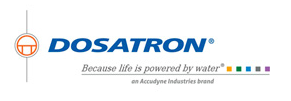 DOSATRON®
Because life is powered by water®
an Accudyne Industries brand